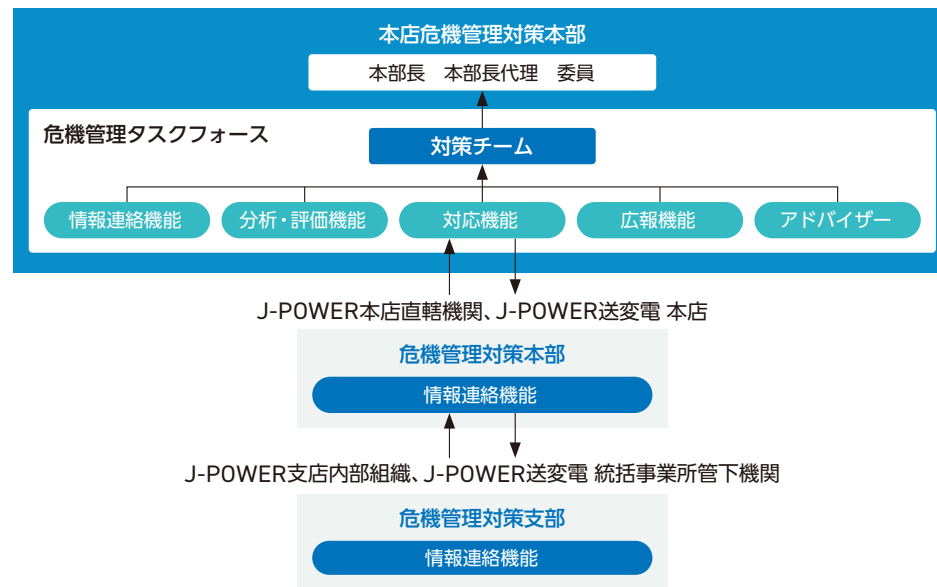 本店危機管理対策本部
本部長　本部長代理　委員
危機管理タスクフォース
対策チーム
情報連絡機能
分析・評価機能
対応機能
広報機能
アドバイザー
J-POWER本店直轄機関、J-POWER送変電 本店
危機管理対策本部
情報連絡機能
J-POWER支店内部組織、J-POWER送変電 統括事業所管下機関
危機管理対策支部
情報連絡機能